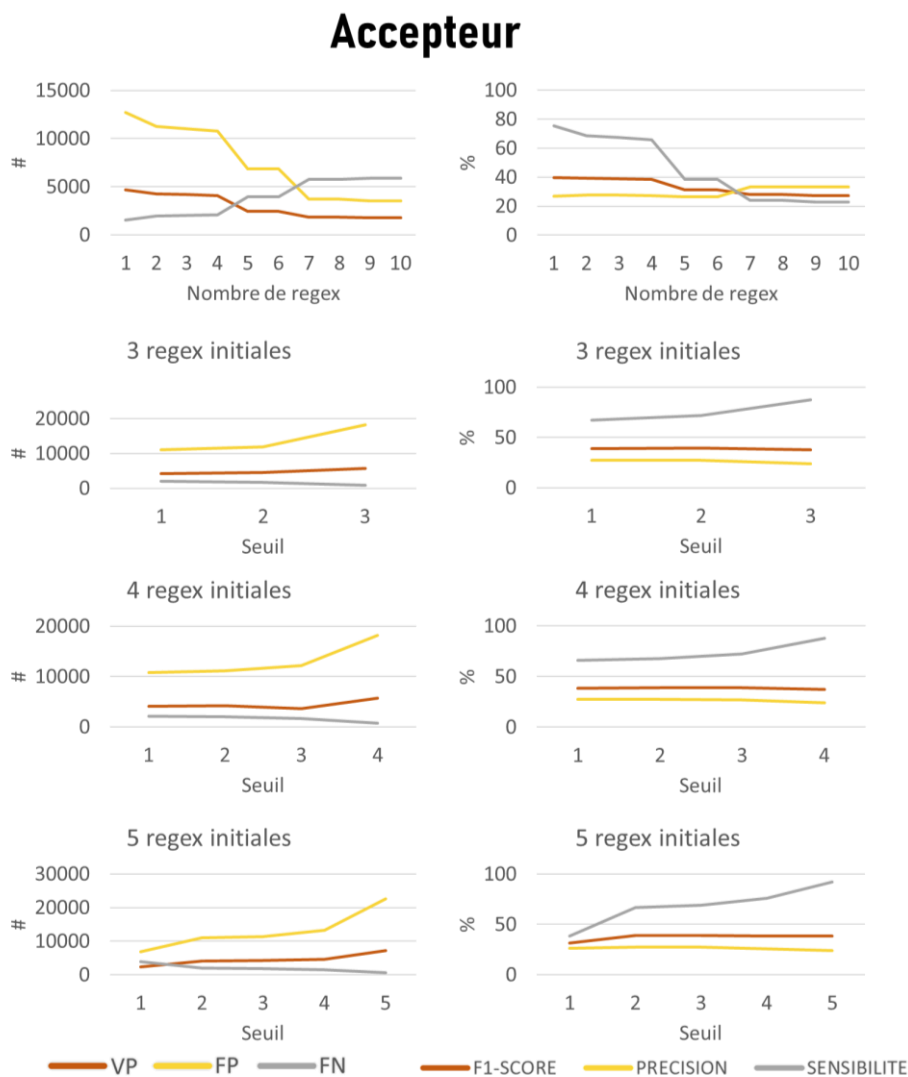 Accepteur
15000
10000
5000
0
#
1 2 3 4 5 6 7 8 9 10
Nombre de regex
100
80
60
40
20
0
%
1 2 3 4 5 6 7 8 9 10
Nombre de regex
3 regex initiales
20000
10000
0
#
1 2 3
Seuil
3 regex initiales
100
50
0
%
1 2 3
Seuil
4 regex initiales
20000
10000
0
#
1 2 3 4
Seuil
4 regex initiales
100
50
0
%
1 2 3 4
Seuil
5 regex initiales
30000
20000
10000
0
#
1 2 3 4 5
Seuil
5 regex initiales
100
50
0
%
1 2 3 4 5
Seuil
VP FP FN
F1-SCORE PRECISION SENSIBILITE